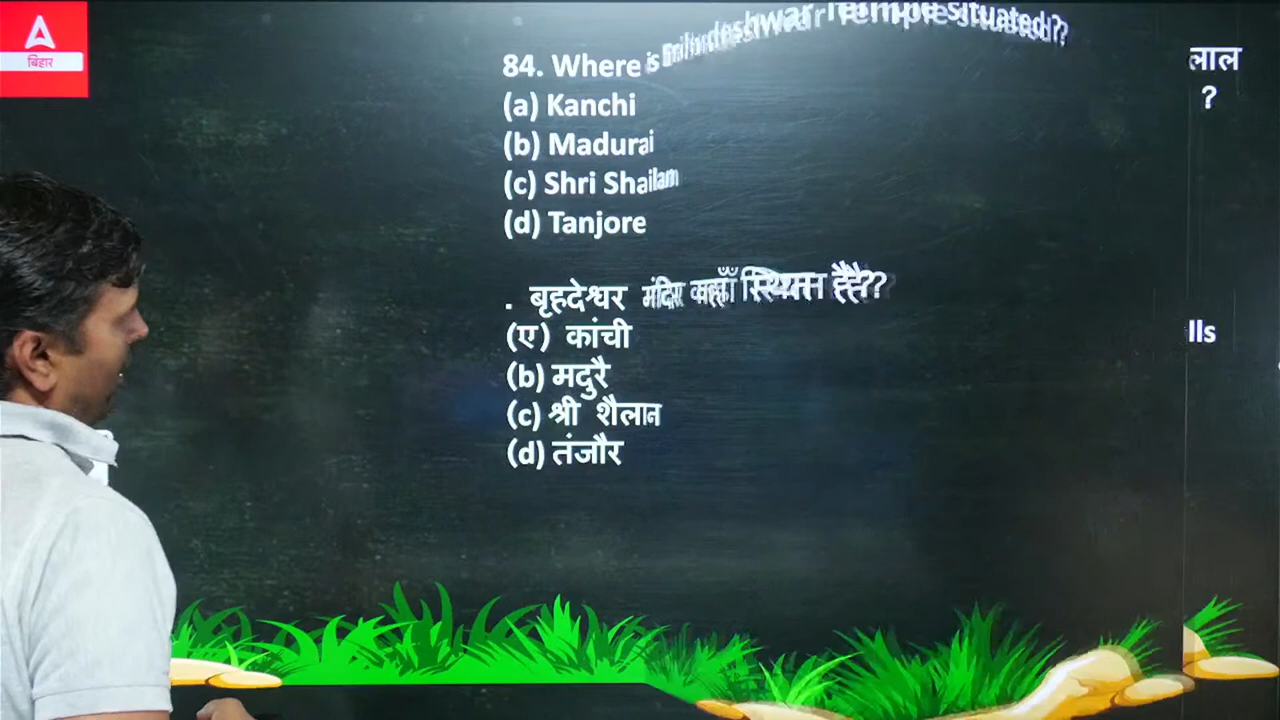 बिहार
84. Where is Brihadeshwar Temple situated?
(a) Kanchi
(b) Madurai
(c) Shri Shailam
(d) Tanjore
. बृहदेश्वर मंदिर कहाँ स्थित है?
(ए) कांची
(b) मदुरै
(c) श्री शैलान
(d) तंजौर
लाल
?
lls